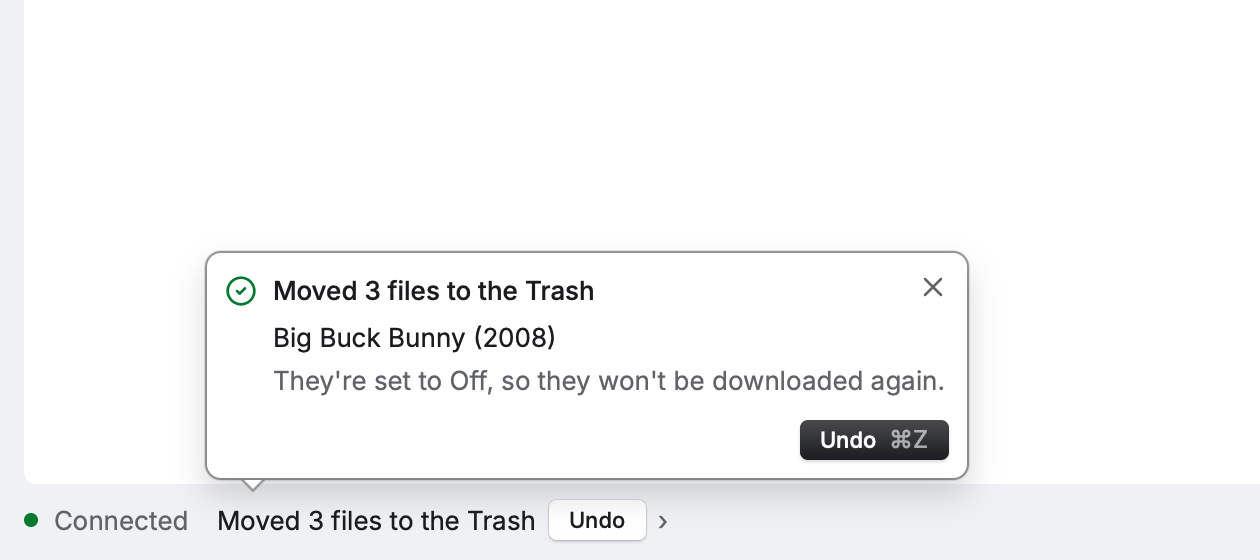 Moved 3 files to the Trash
Big Buck Bunny (2008)
They're set to Off, so they won't be downloaded again.
Undo ⌘Z
Connected Moved 3 files to the Trash Undo ›